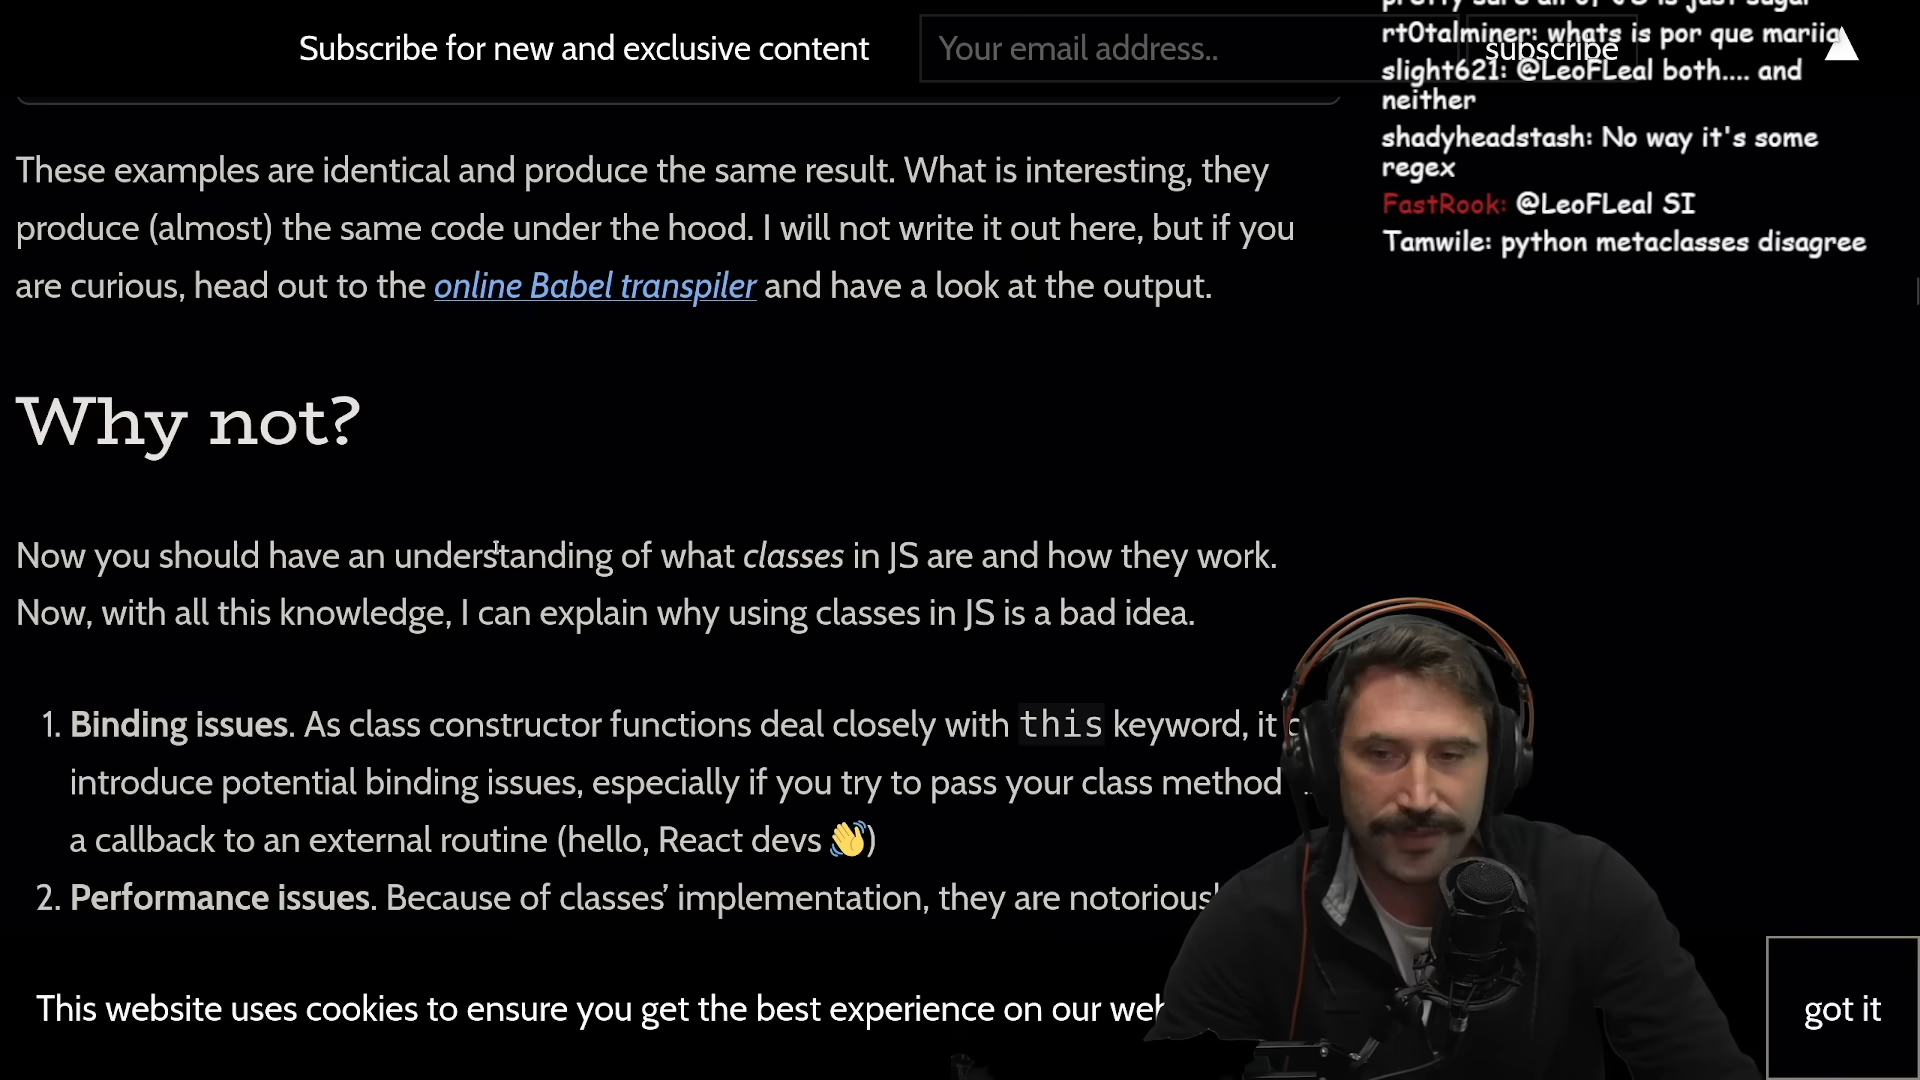 Subscribe for new and exclusive content
Your email address..
subscribe
rtOtalminer: whats is por que mariia
slight621: @LeoFLeal both.... and
neither
shadyheadstash: No way it's some
regex
FastRook: @LeoFLeal SI
Tamwile: python metaclasses disagree
These examples are identical and produce the same result. What is interesting, they
produce (almost) the same code under the hood. I will not write it out here, but if you
are curious, head out to the online Babel transpiler and have a look at the output.
Why not?
Now you should have an understanding of what classes in JS are and how they work.
Now, with all this knowledge, I can explain why using classes in JS is a bad idea.
1. Binding issues. As class constructor functions deal closely with this keyword, it
introduce potential binding issues, especially if you try to pass your class method
a callback to an external routine (hello, React devs 👋)
2. Performance issues. Because of classes’ implementation, they are
This website uses cookies to ensure you get the best experience on our
got it